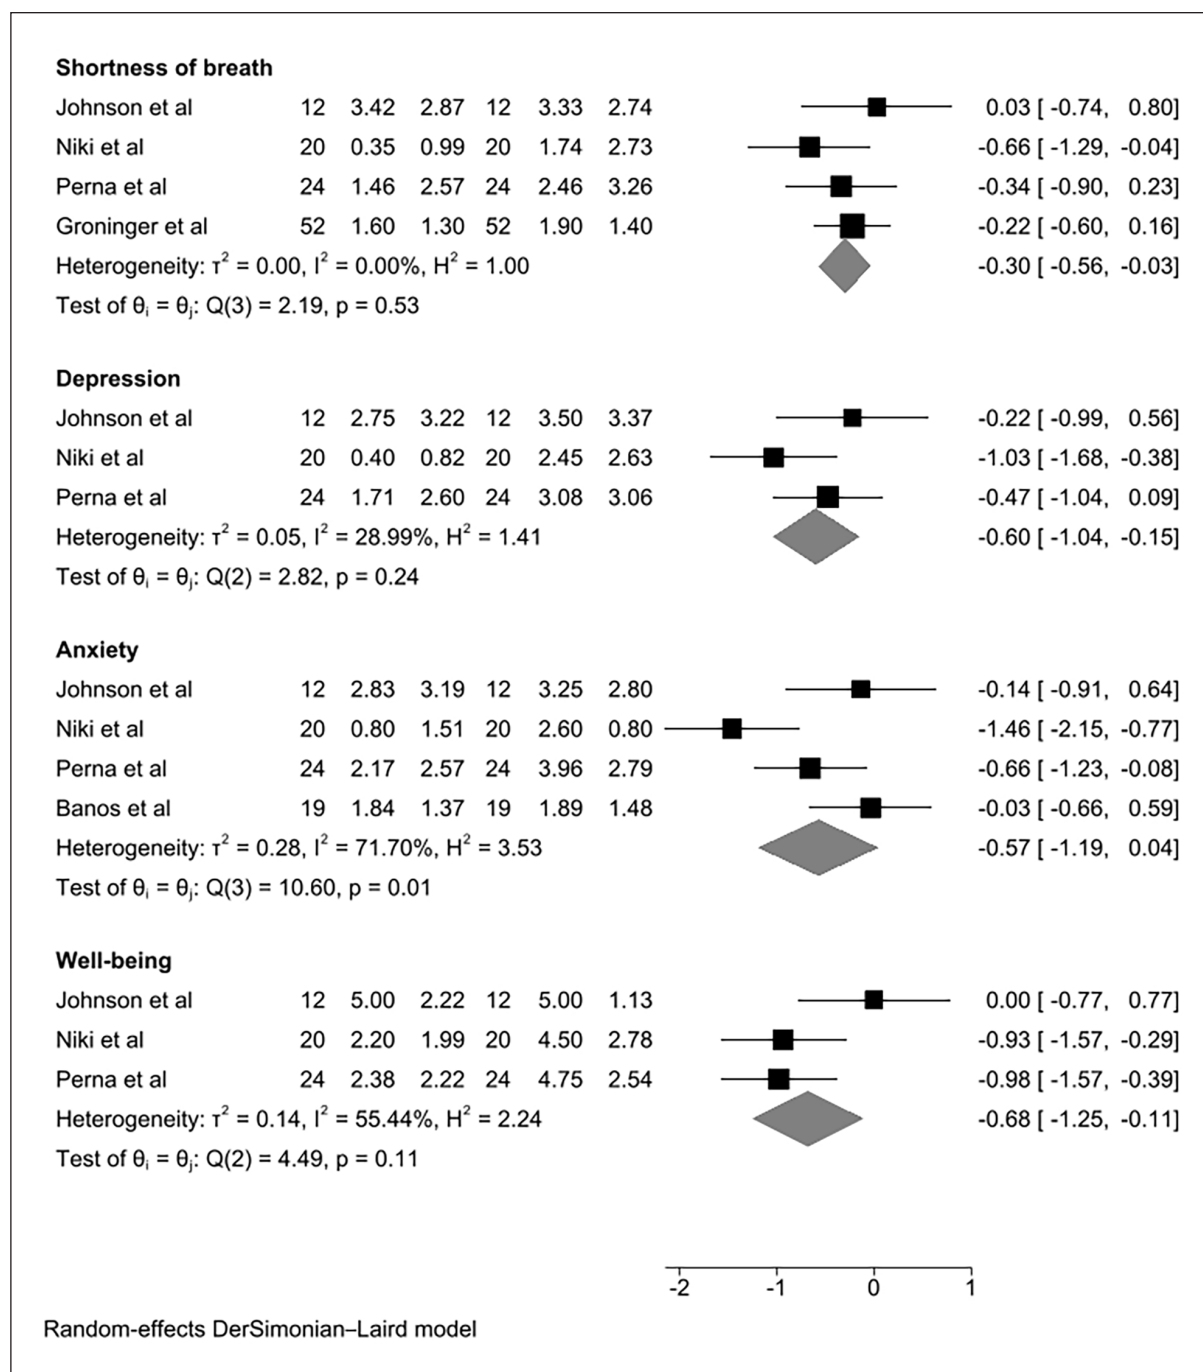 Shortness of breath
Johnson et al 12 3.42 2.87 12 3.33 2.74 0.03 [ -0.74, 0.80]
Niki et al 20 0.35 0.99 20 1.74 2.73 -0.66 [ -1.29, -0.04]
Perna et al 24 1.46 2.57 24 2.46 3.26 -0.34 [ -0.90, 0.23]
Groninger et al 52 1.60 1.30 52 1.90 1.40 -0.22 [ -0.60, 0.16]
Heterogeneity: τ² = 0.00, I² = 0.00%, H² = 1.00 -0.30 [ -0.56, -0.03]
Test of θᵢ = θⱼ: Q(3) = 2.19, p = 0.53
Depression
Johnson et al 12 2.75 3.22 12 3.50 3.37 -0.22 [ -0.99, 0.56]
Niki et al 20 0.40 0.82 20 2.45 2.63 -1.03 [ -1.68, -0.38]
Perna et al 24 1.71 2.60 24 3.08 3.06 -0.47 [ -1.04, 0.09]
Heterogeneity: τ² = 0.05, I² = 28.99%, H² = 1.41 -0.60 [ -1.04, -0.15]
Test of θᵢ = θⱼ: Q(2) = 2.82, p = 0.24
Anxiety
Johnson et al 12 2.83 3.19 12 3.25 2.80 -0.14 [ -0.91, 0.64]
Niki et al 20 0.80 1.51 20 2.60 0.80 -1.46 [ -2.15, -0.77]
Perna et al 24 2.17 2.57 24 3.96 2.79 -0.66 [ -1.23, -0.08]
Banos et al 19 1.84 1.37 19 1.89 1.48 -0.03 [ -0.66, 0.59]
Heterogeneity: τ² = 0.28, I² = 71.70%, H² = 3.53 -0.57 [ -1.19, 0.04]
Test of θᵢ = θⱼ: Q(3) = 10.60, p = 0.01
Well-being
Johnson et al 12 5.00 2.22 12 5.00 1.13 0.00 [ -0.77, 0.77]
Niki et al 20 2.20 1.99 20 4.50 2.78 -0.93 [ -1.57, -0.29]
Perna et al 24 2.38 2.22 24 4.75 2.54 -0.98 [ -1.57, -0.39]
Heterogeneity: τ² = 0.14, I² = 55.44%, H² = 2.24 -0.68 [ -1.25, -0.11]
Test of θᵢ = θⱼ: Q(2) = 4.49, p = 0.11
-2 -1 0 1
Random-effects DerSimonian–Laird model